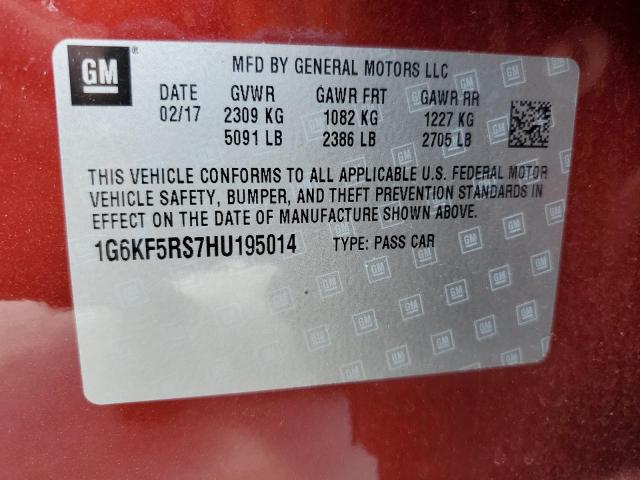 GM MFD BY GENERAL MOTORS LLC
DATE GVWR GAWR FRT GAWR RR
02/17 2309 KG 1082 KG 1227 KG
5091 LB 2386 LB 2705 LB
THIS VEHICLE CONFORMS TO ALL APPLICABLE U.S. FEDERAL MOTOR
VEHICLE SAFETY, BUMPER, AND THEFT PREVENTION STANDARDS IN
EFFECT ON THE DATE OF MANUFACTURE SHOWN ABOVE.
1G6KF5RS7HU195014 TYPE: PASS CAR